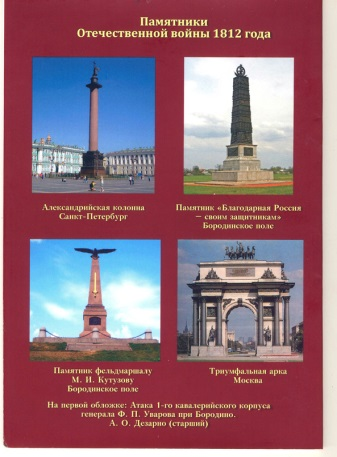 Памятники
Отечественной войны 1812 года
Александрийская колонна
Санкт-Петербург
Памятник «Благодарная Россия
– своим защитникам»
Бородинское поле
Памятник фельдмаршалу
М. И. Кутузову
Бородинское поле
Триумфальная арка
Москва
На первой обложке: Атака 1-го кавалерийского корпуса
генерала Ф. П. Уварова при Бородино.
А. О. Дезарно (старший)